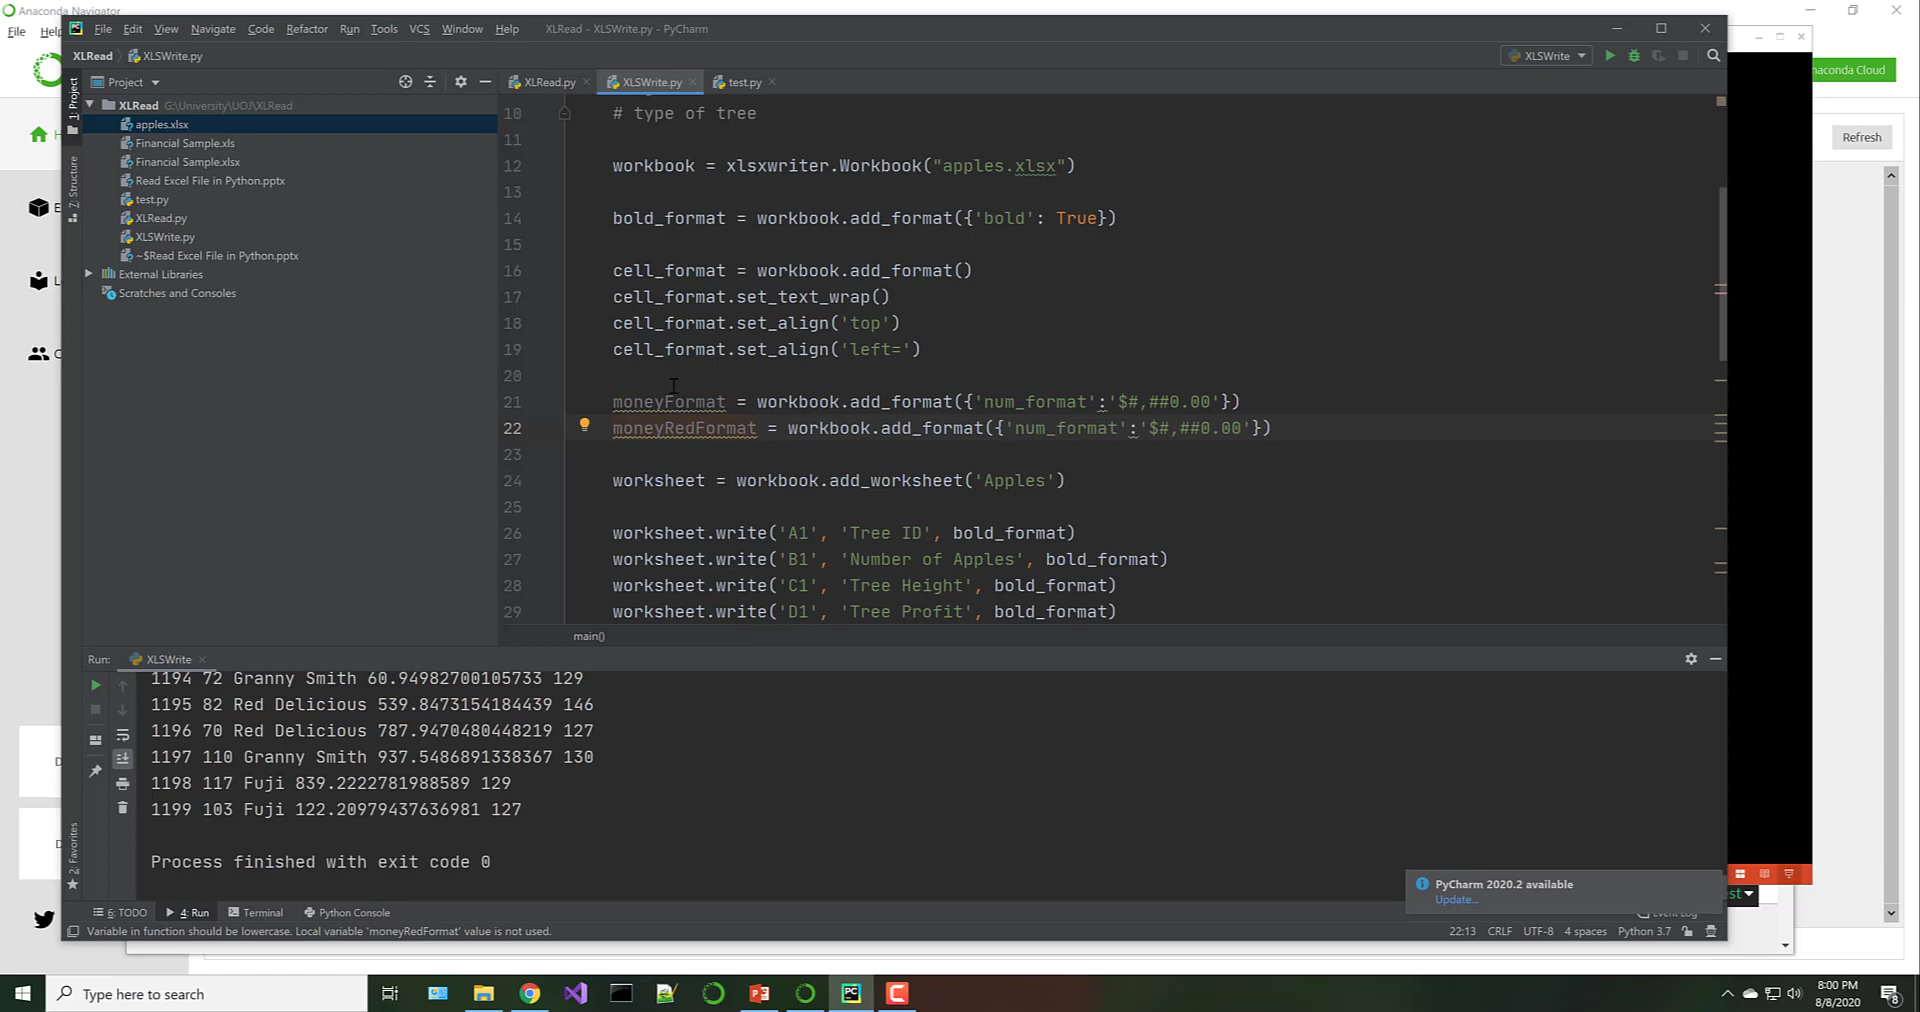 Anaconda Navigator
File Help
File Edit View Navigate Code Refactor Run Tools VCS Window Help XLRead - XLSWrite.py - PyCharm
XLRead XLSWrite.py XLSWrite
naconda Cloud
Project XLRead.py XLSWrite.py test.py
1: Project
XLRead G:\University\UOJ\XLRead
apples.xlsx
Financial Sample.xls
Financial Sample.xlsx
Read Excel File in Python.pptx
test.py
XLRead.py
XLSWrite.py
~$Read Excel File in Python.pptx
External Libraries
Scratches and Consoles
Z: Structure
Refresh
10 # type of tree
11
12 workbook = xlsxwriter.Workbook("apples.xlsx")
13
14 bold_format = workbook.add_format({'bold': True})
15
16 cell_format = workbook.add_format()
17 cell_format.set_text_wrap()
18 cell_format.set_align('top')
19 cell_format.set_align('left=')
20
21 moneyFormat = workbook.add_format({'num_format':'$#,##0.00'})
22 moneyRedFormat = workbook.add_format({'num_format':'$#,##0.00'})
23
24 worksheet = workbook.add_worksheet('Apples')
25
26 worksheet.write('A1', 'Tree ID', bold_format)
27 worksheet.write('B1', 'Number of Apples', bold_format)
28 worksheet.write('C1', 'Tree Height', bold_format)
29 worksheet.write('D1', 'Tree Profit', bold_format)
main()
Run: XLSWrite
1194 72 Granny Smith 60.94982700105733 129
1195 82 Red Delicious 539.8473154184439 146
1196 70 Red Delicious 787.9470480448219 127
1197 110 Granny Smith 937.5486891338367 130
1198 117 Fuji 839.2222781988589 129
1199 103 Fuji 122.20979437636981 127
Process finished with exit code 0
2: Favorites
PyCharm 2020.2 available
Update...
6: TODO 4: Run Terminal Python Console Event Log
Variable in function should be lowercase. Local variable 'moneyRedFormat' value is not used. 22:13 CRLF UTF-8 4 spaces Python 3.7
Type here to search
8:00 PM
8/8/2020
8